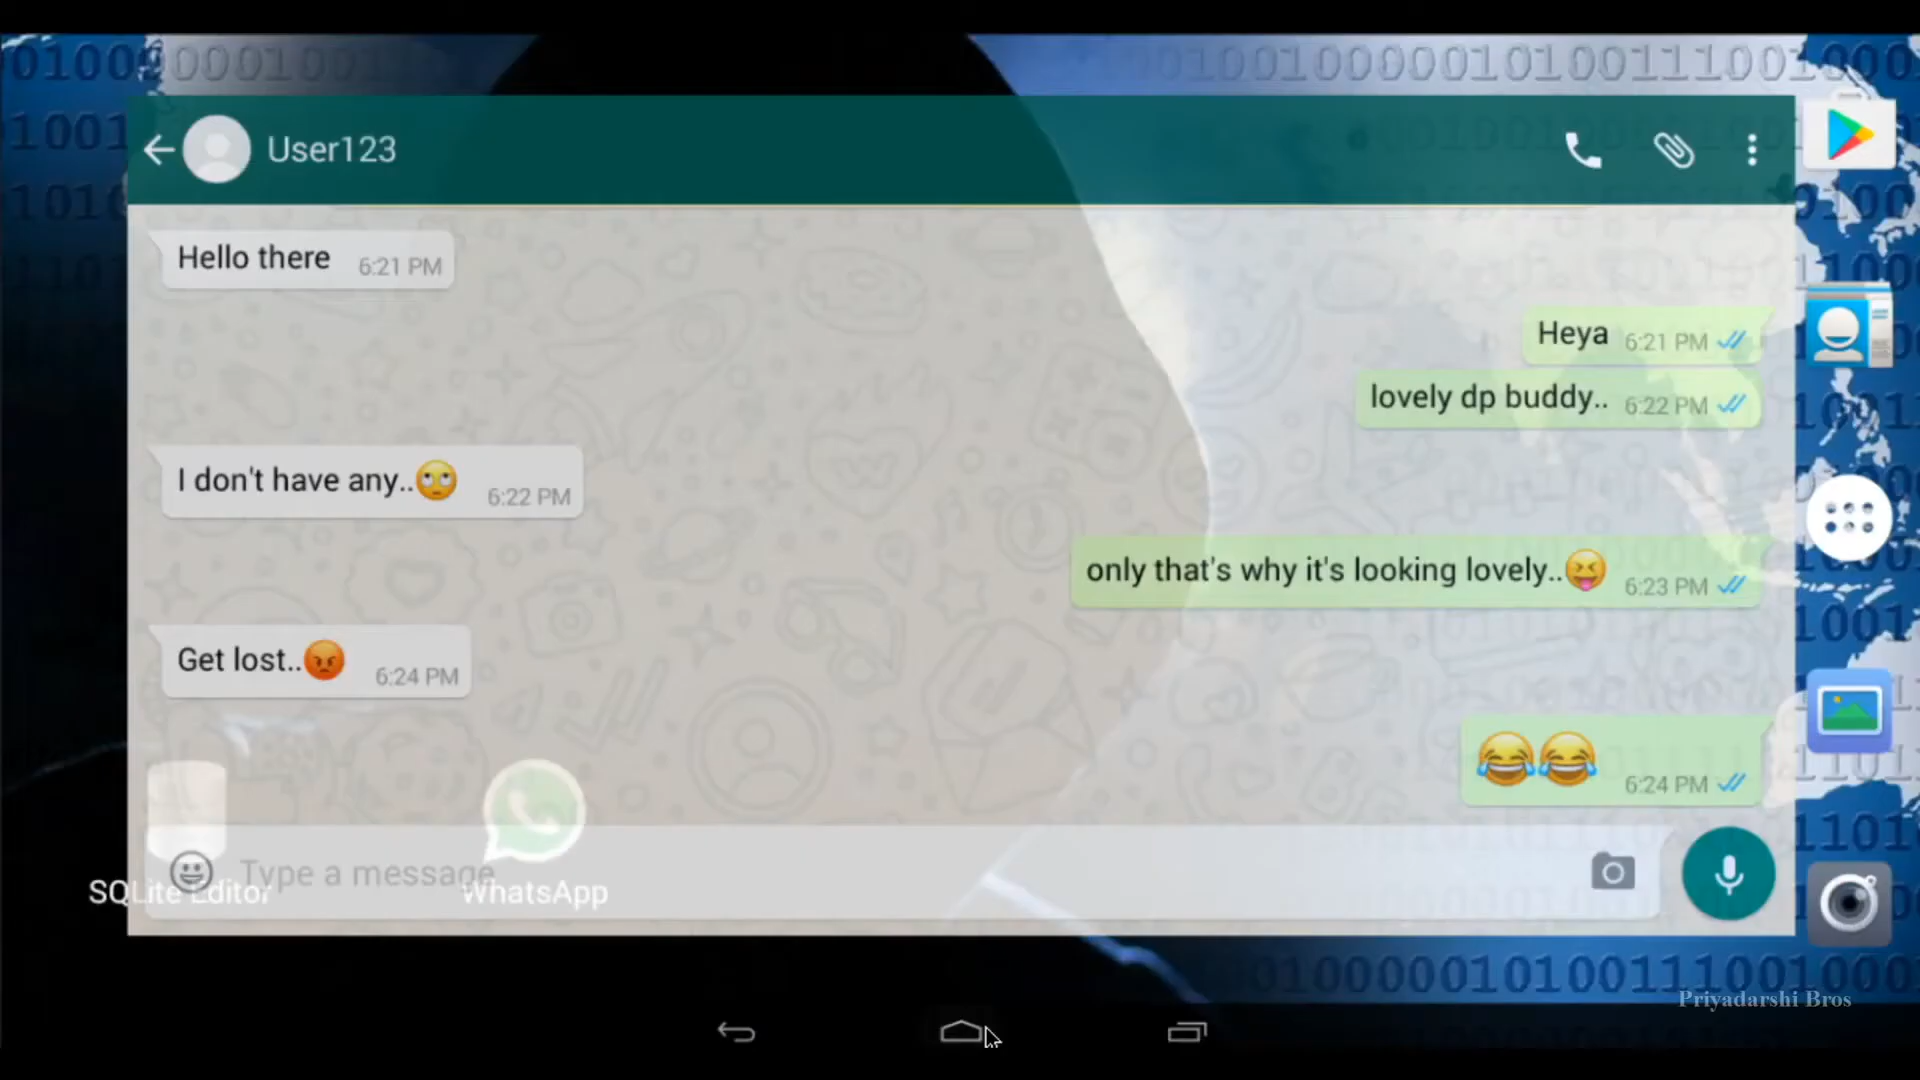 User123
Hello there 6:21 PM
Heya 6:21 PM
lovely dp buddy.. 6:22 PM
I don't have any..🙄 6:22 PM
only that's why it's looking lovely..😝 6:23 PM
Get lost..😡 6:24 PM
😂😂 6:24 PM
Type a message
SQLite Editor
WhatsApp
Priyadarshi Bros